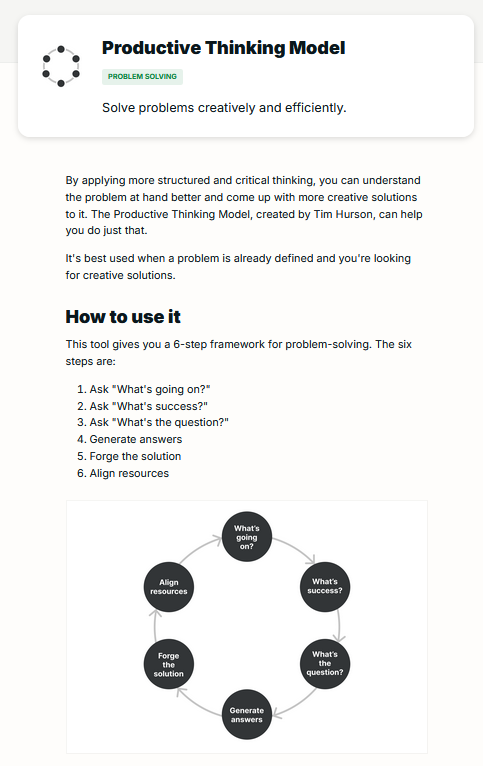 Productive Thinking Model
PROBLEM SOLVING
Solve problems creatively and efficiently.
By applying more structured and critical thinking, you can understand
the problem at hand better and come up with more creative solutions
to it. The Productive Thinking Model, created by Tim Hurson, can help
you do just that.
It's best used when a problem is already defined and you're looking
for creative solutions.
How to use it
This tool gives you a 6-step framework for problem-solving. The six
steps are:
1. Ask "What's going on?"
2. Ask "What's success?"
3. Ask "What's the question?"
4. Generate answers
5. Forge the solution
6. Align resources
What's
going
on?
What's
success?
What's
the
question?
Generate
answers
Forge
the
solution
Align
resources